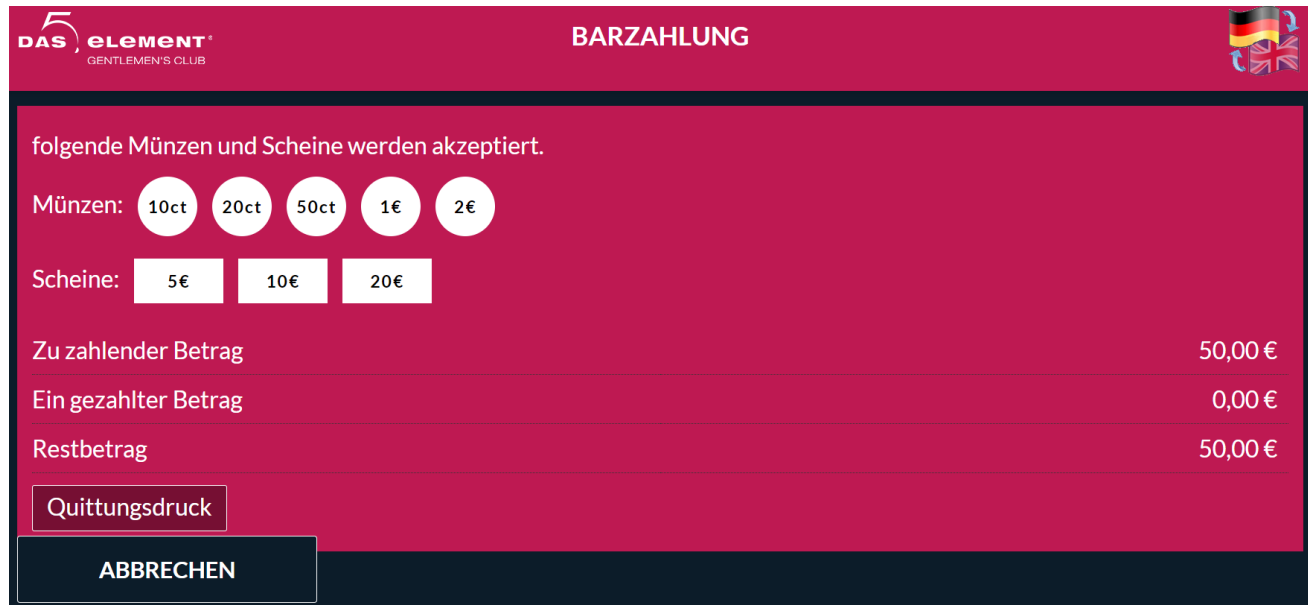 DAS 5 ELEMENT
GENTLEMEN'S CLUB
BARZAHLUNG
folgende Münzen und Scheine werden akzeptiert.
Münzen: 10ct 20ct 50ct 1€ 2€
Scheine: 5€ 10€ 20€
Zu zahlender Betrag 50,00 €
Ein gezahlter Betrag 0,00 €
Restbetrag 50,00 €
Quittungsdruck
ABBRECHEN